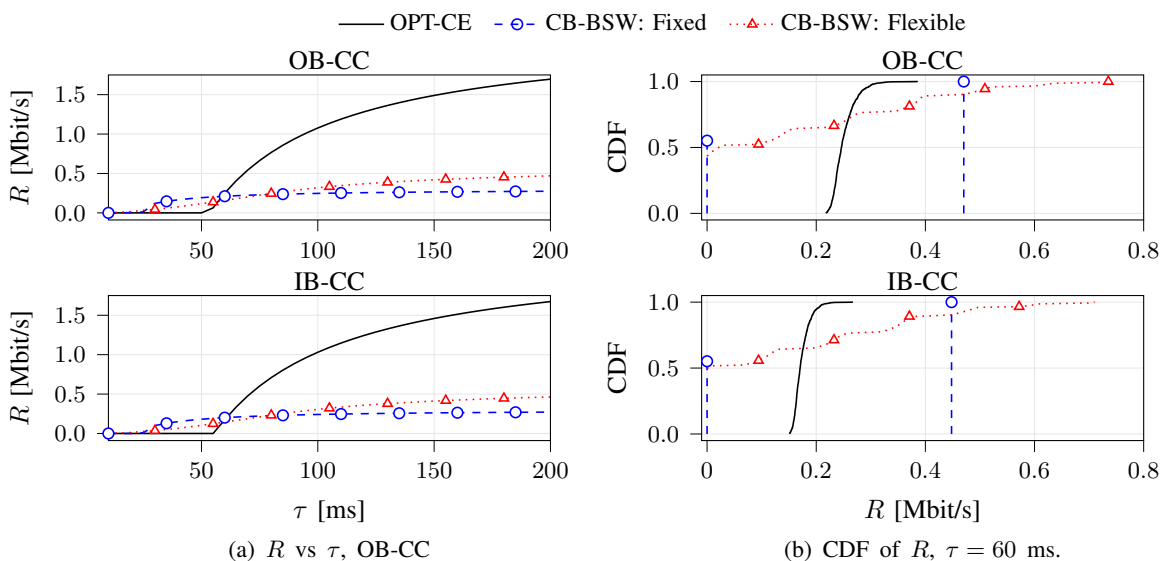 OPT-CE CB-BSW: Fixed CB-BSW: Flexible
OB-CC
R [Mbit/s]
1.5
1.0
0.5
0.0
50 100 150 200
IB-CC
R [Mbit/s]
1.5
1.0
0.5
0.0
50 100 150 200
τ [ms]
(a) R vs τ, OB-CC
OB-CC
CDF
1.0
0.5
0.0
0 0.2 0.4 0.6 0.8
IB-CC
CDF
1.0
0.5
0.0
0 0.2 0.4 0.6 0.8
R [Mbit/s]
(b) CDF of R, τ = 60 ms.